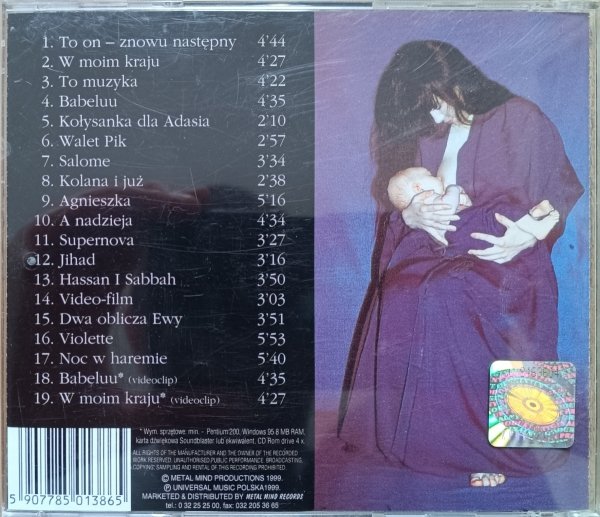 1. To on – znowu następny 4'44
2. W moim kraju 4'27
3. To muzyka 4'22
4. Babeluu 4'35
5. Kołysanka dla Adasia 2'10
6. Walet Pik 2'57
7. Salome 3'34
8. Kolana i już 2'38
9. Agnieszka 5'16
10. A nadzieja 4'34
11. Supernova 3'27
12. Jihad 3'16
13. Hassan I Sabbah 3'50
14. Video-film 3'03
15. Dwa oblicza Ewy 3'51
16. Violette 5'53
17. Noc w haremie 5'40
18. Babeluu* (videoclip) 4'35
19. W moim kraju* (videoclip) 4'27
* Wym. sprzętowe: min. - Pentium'200, Windows 95,8 MB RAM,
karta dźwiękowa Soundblaster lub ekwiwalent, CD Rom drive 4 x.
ALL RIGHTS OF THE MANUFACTURER AND THE OWNER OF THE RECORDED
WORK RESERVED. UNAUTHORISED PUBLIC PERFORMANCE, BROADCASTING,
COPYING, SAMPLING AND RENTAL OF THIS RECORDING PROHIBITED.
© METAL MIND PRODUCTIONS 1999.
℗ UNIVERSAL MUSIC POLSKA1999.
MARKETED & DISTRIBUTED BY METAL MIND RECORDS
tel.: 0 32 25 25 00, fax: 032 205 36 65
5 907785 013865